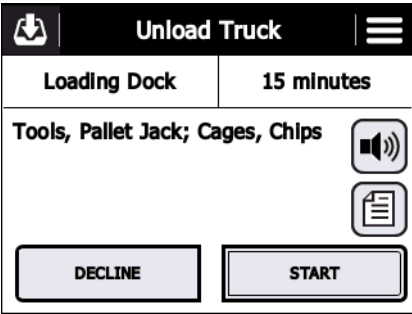 Unload Truck
Loading Dock
15 minutes
Tools, Pallet Jack; Cages, Chips
DECLINE
START